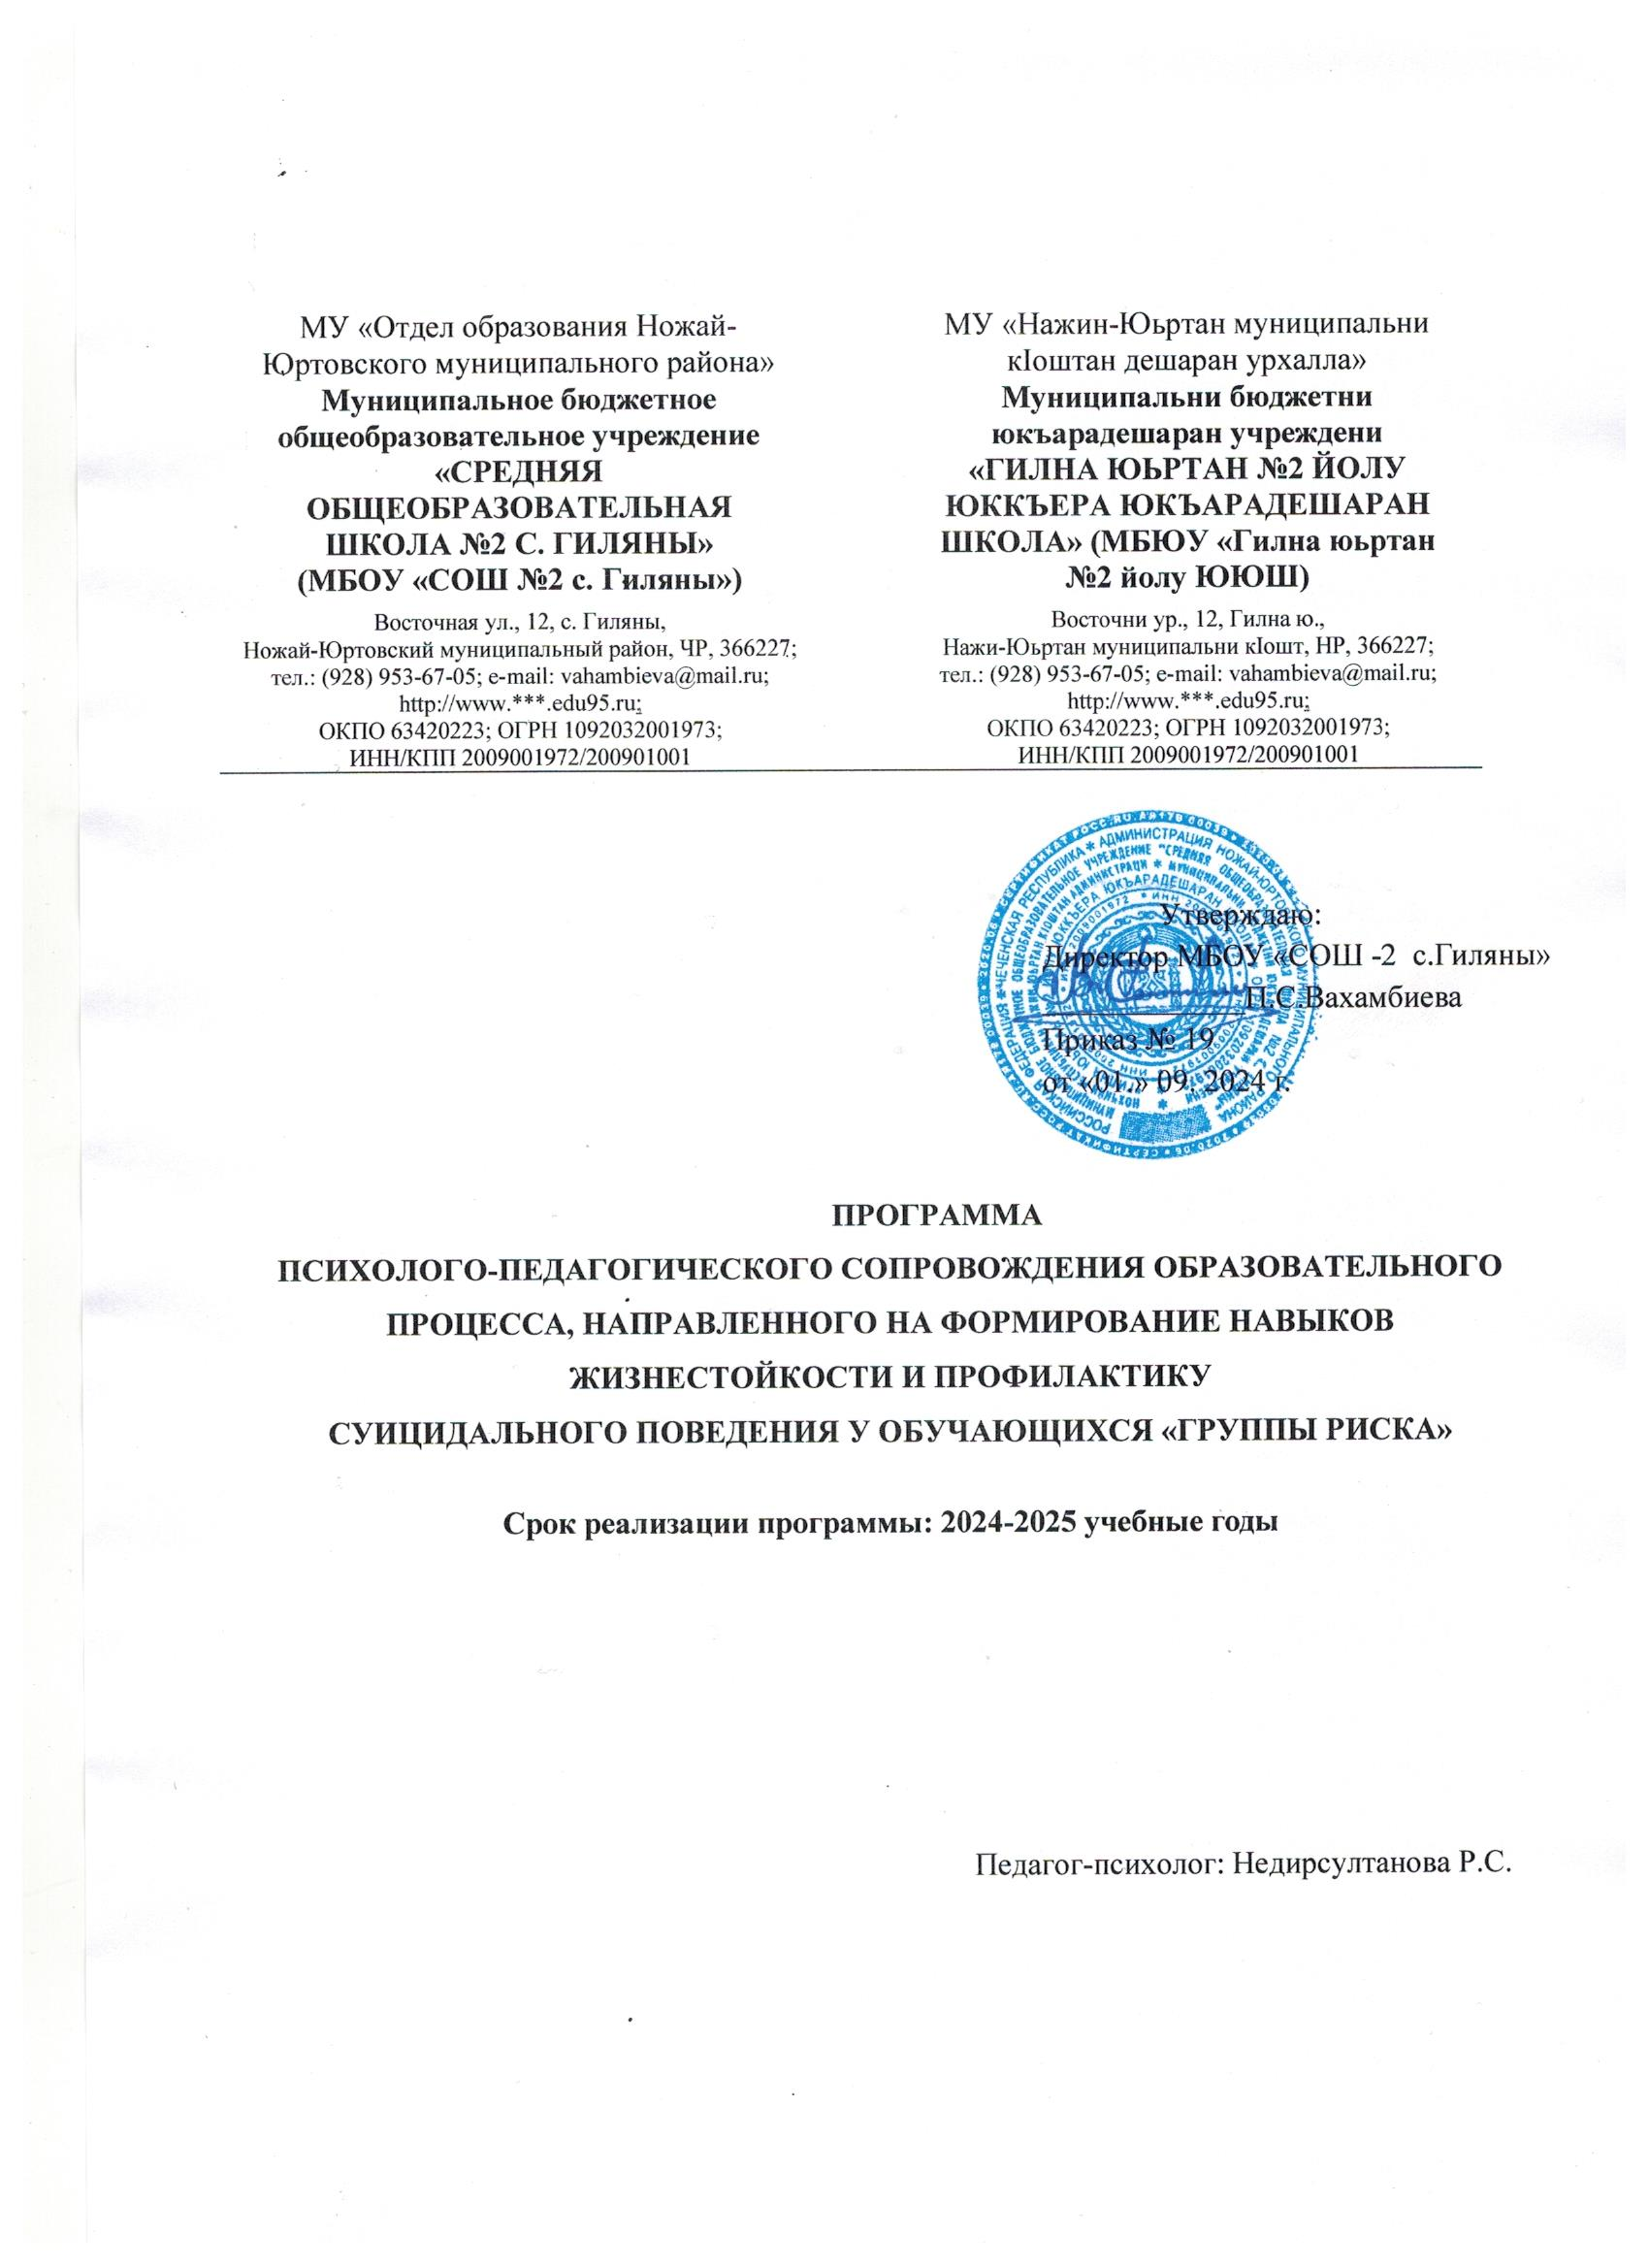 МУ «Отдел образования Ножай-
Юртовского муниципального района»
Муниципальное бюджетное
общеобразовательное учреждение
«СРЕДНЯЯ
ОБЩЕОБРАЗОВАТЕЛЬНАЯ
ШКОЛА №2 С. ГИЛЯНЫ»
(МБОУ «СОШ №2 с. Гиляны»)
Восточная ул., 12, с. Гиляны,
Ножай-Юртовский муниципальный район, ЧР, 366227;
тел.: (928) 953-67-05; e-mail: vahambieva@mail.ru;
http://www.***.edu95.ru;
ОКПО 63420223; ОГРН 1092032001973;
ИНН/КПП 2009001972/200901001
МУ «Нажин-Юьртан муниципальни
кIоштан дешаран урхалла»
Муниципальни бюджетни
юкъарадешаран учреждени
«ГИЛНА ЮЬРТАН №2 ЙОЛУ
ЮККЪЕРА ЮКЪАРАДЕШАРАН
ШКОЛА» (МБЮУ «Гилна юьртан
№2 йолу ЮЮШ)
Восточни ур., 12, Гилна ю.,
Нажи-Юьртан муниципальни кIошт, НР, 366227;
тел.: (928) 953-67-05; e-mail: vahambieva@mail.ru;
http://www.***.edu95.ru;
ОКПО 63420223; ОГРН 1092032001973;
ИНН/КПП 2009001972/200901001
Утверждаю:
Директор МБОУ «СОШ -2 с.Гиляны»
П.С.Вахамбиева
Приказ № 19
от «01.» 09. 2024 г.
ПРОГРАММА
ПСИХОЛОГО-ПЕДАГОГИЧЕСКОГО СОПРОВОЖДЕНИЯ ОБРАЗОВАТЕЛЬНОГО
ПРОЦЕССА, НАПРАВЛЕННОГО НА ФОРМИРОВАНИЕ НАВЫКОВ
ЖИЗНЕСТОЙКОСТИ И ПРОФИЛАКТИКУ
СУИЦИДАЛЬНОГО ПОВЕДЕНИЯ У ОБУЧАЮЩИХСЯ «ГРУППЫ РИСКА»
Срок реализации программы: 2024-2025 учебные годы
Педагог-психолог: Недирсултанова Р.С.